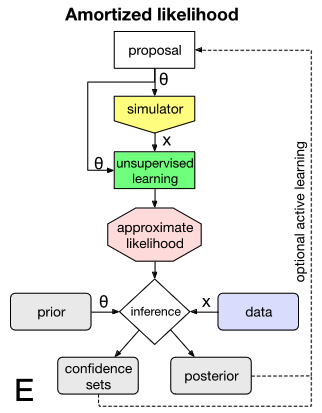 Amortized likelihood
proposal
θ
simulator
x
θ
unsupervised
learning
approximate
likelihood
optional active learning
prior
θ
inference
x
data
confidence
sets
posterior
E